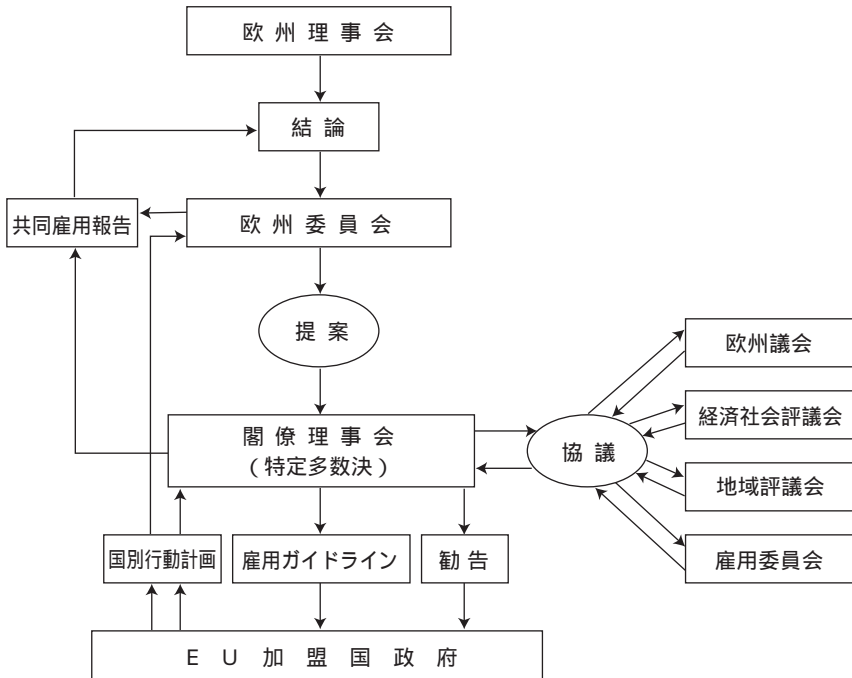 欧州理事会
結論
共同雇用報告
欧州委員会
提案
欧州議会
経済社会評議会
閣僚理事会
(特定多数決)
協議
地域評議会
国別行動計画
雇用ガイドライン
勧告
雇用委員会
EU加盟国政府